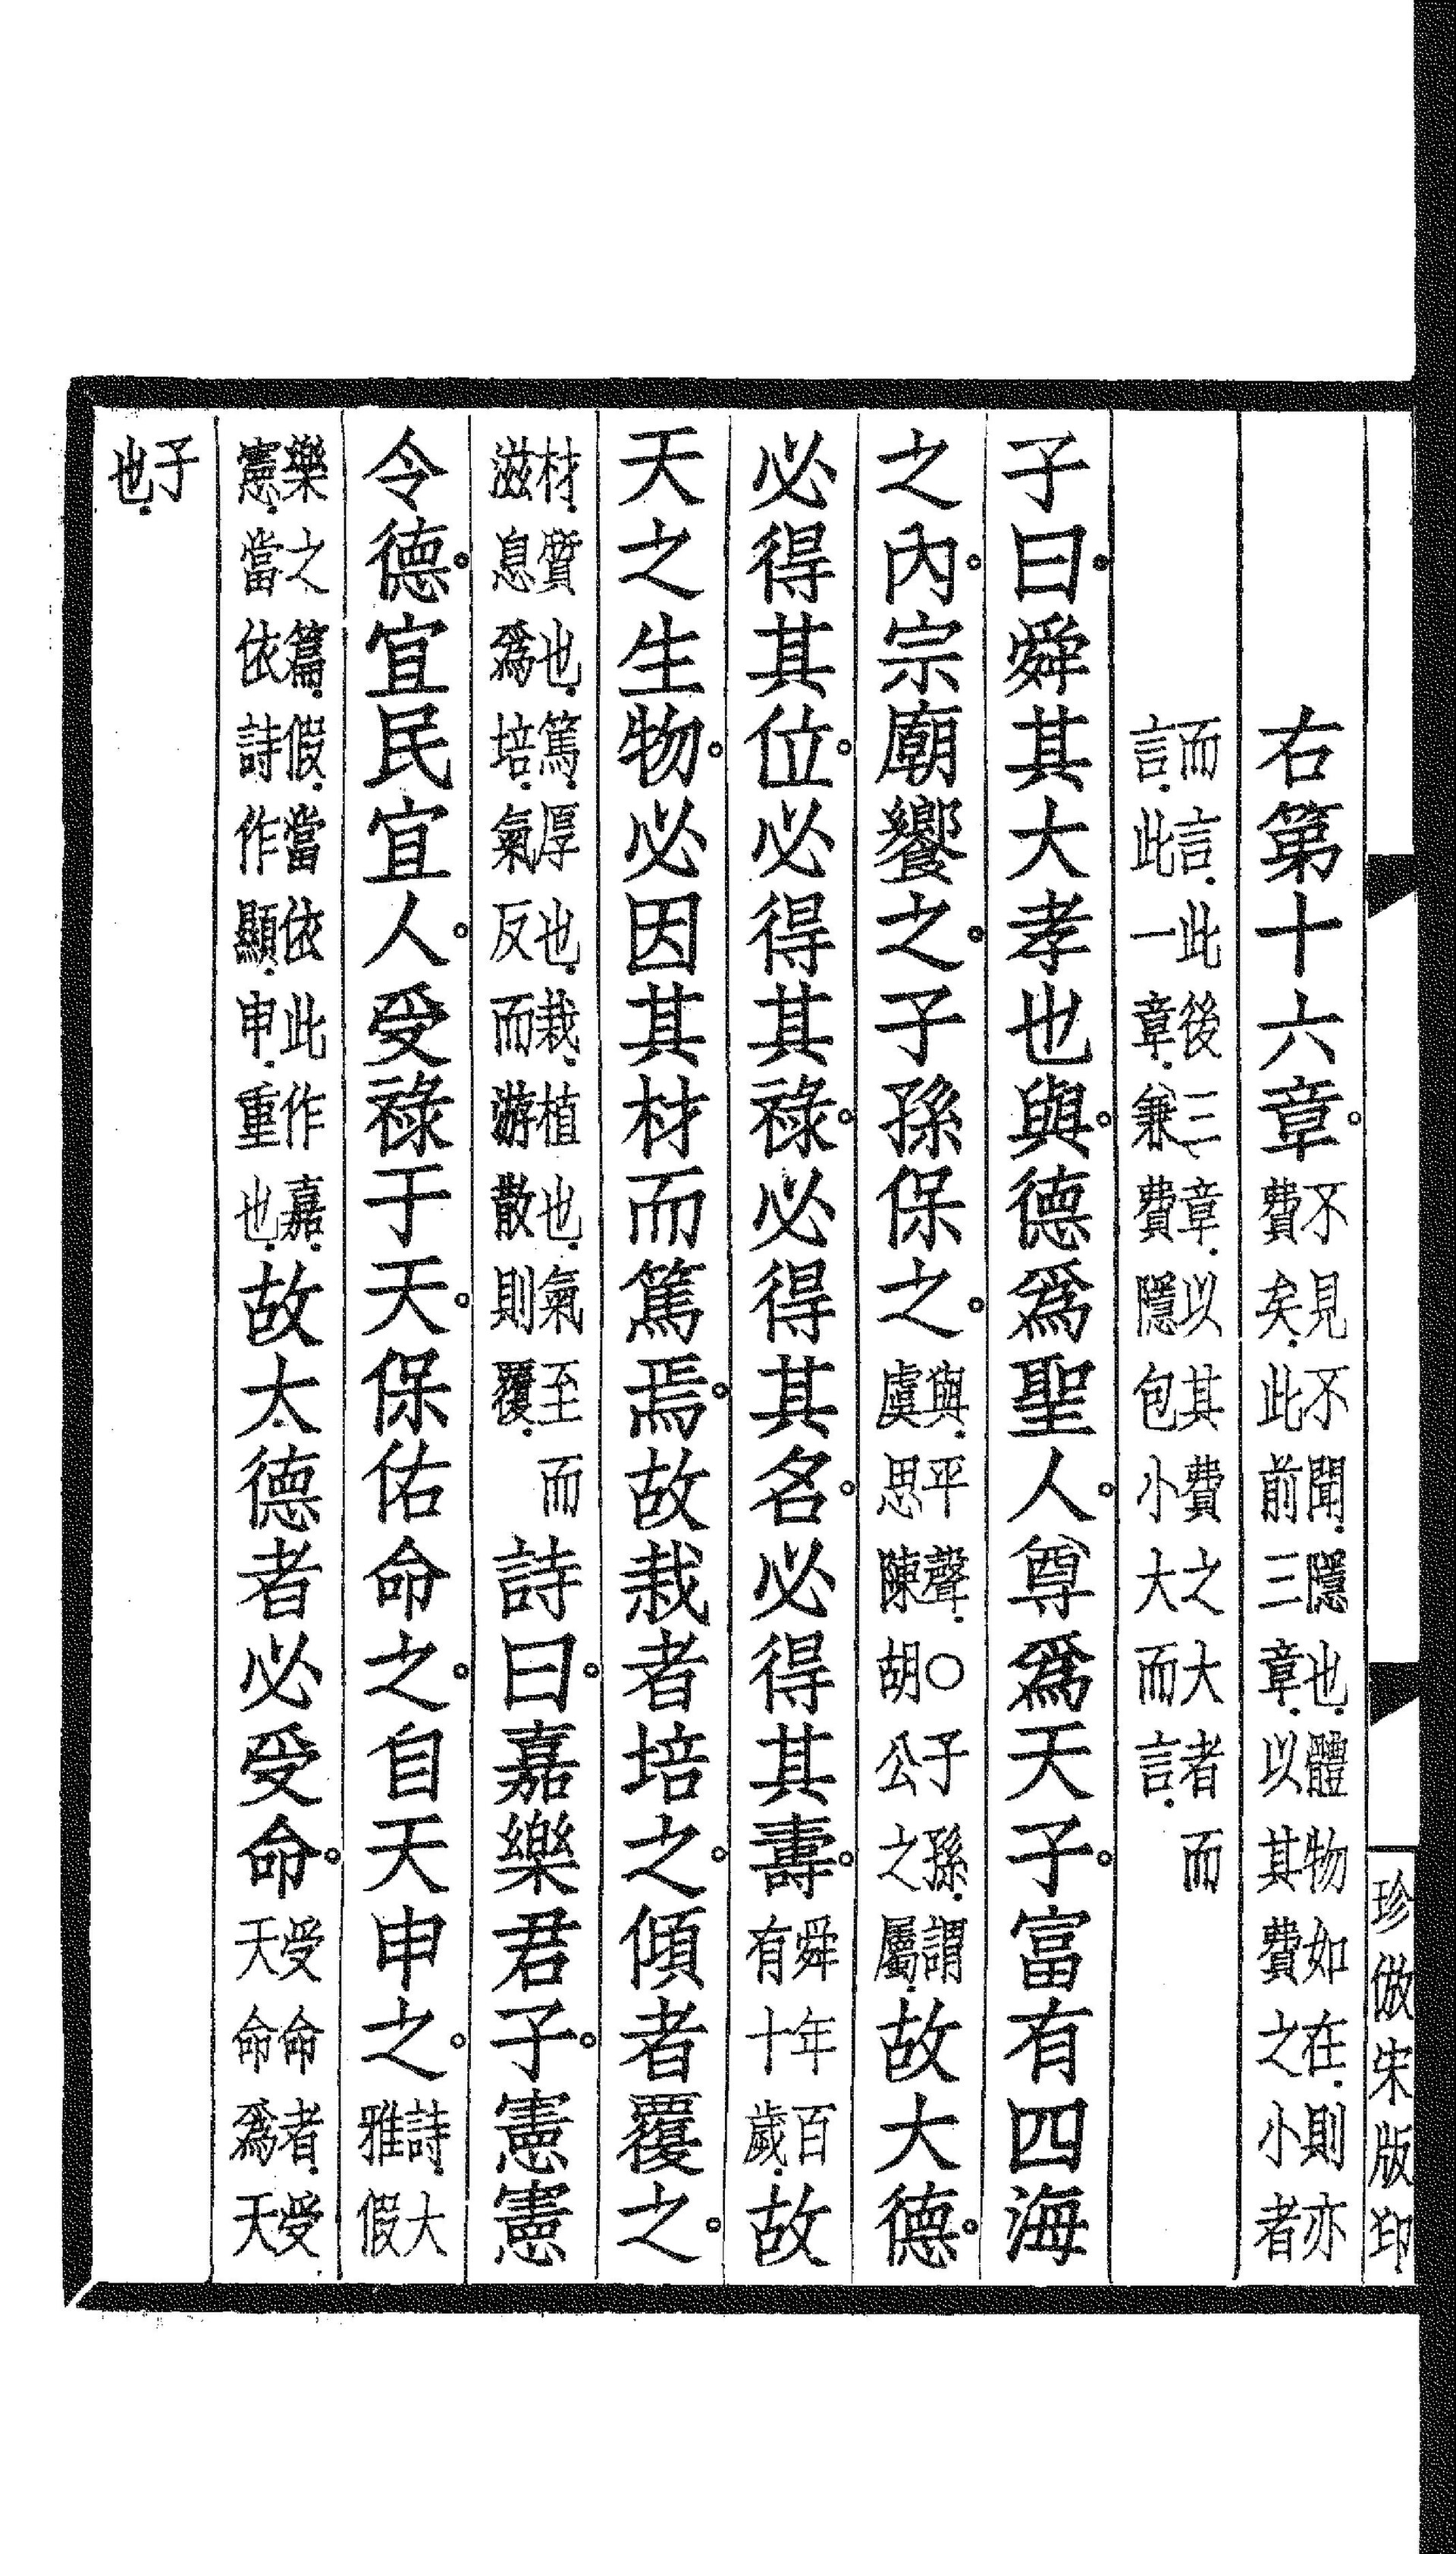 珍倣宋版印
右第十六章。不見不聞．隱也．體物如在．則亦費矣．此前三章．以其費之小者
而言．此後三章．以其費之大者而言．此一章．兼費隱包小大而言．
子曰。舜其大孝也與。德爲聖人。尊爲天子。富有四海
之內。宗廟饗之。子孫保之。與．平聲．○子孫．謂虞思陳胡公之屬．故大德。
必得其位。必得其祿。必得其名。必得其壽。舜年百有十歲．故
天之生物。必因其材而篤焉。故栽者培之。傾者覆之。
材．質也．篤．厚也．栽．植也．氣至而滋息爲培．氣反而游散則覆．詩曰。嘉樂君子。憲憲
令德。宜民宜人。受祿于天。保佑命之。自天申之。詩．大雅假
樂之篇．假．當依此作嘉．憲．當依詩作顯．申．重也．故大德者必受命。受命者．受天命爲天
子也．